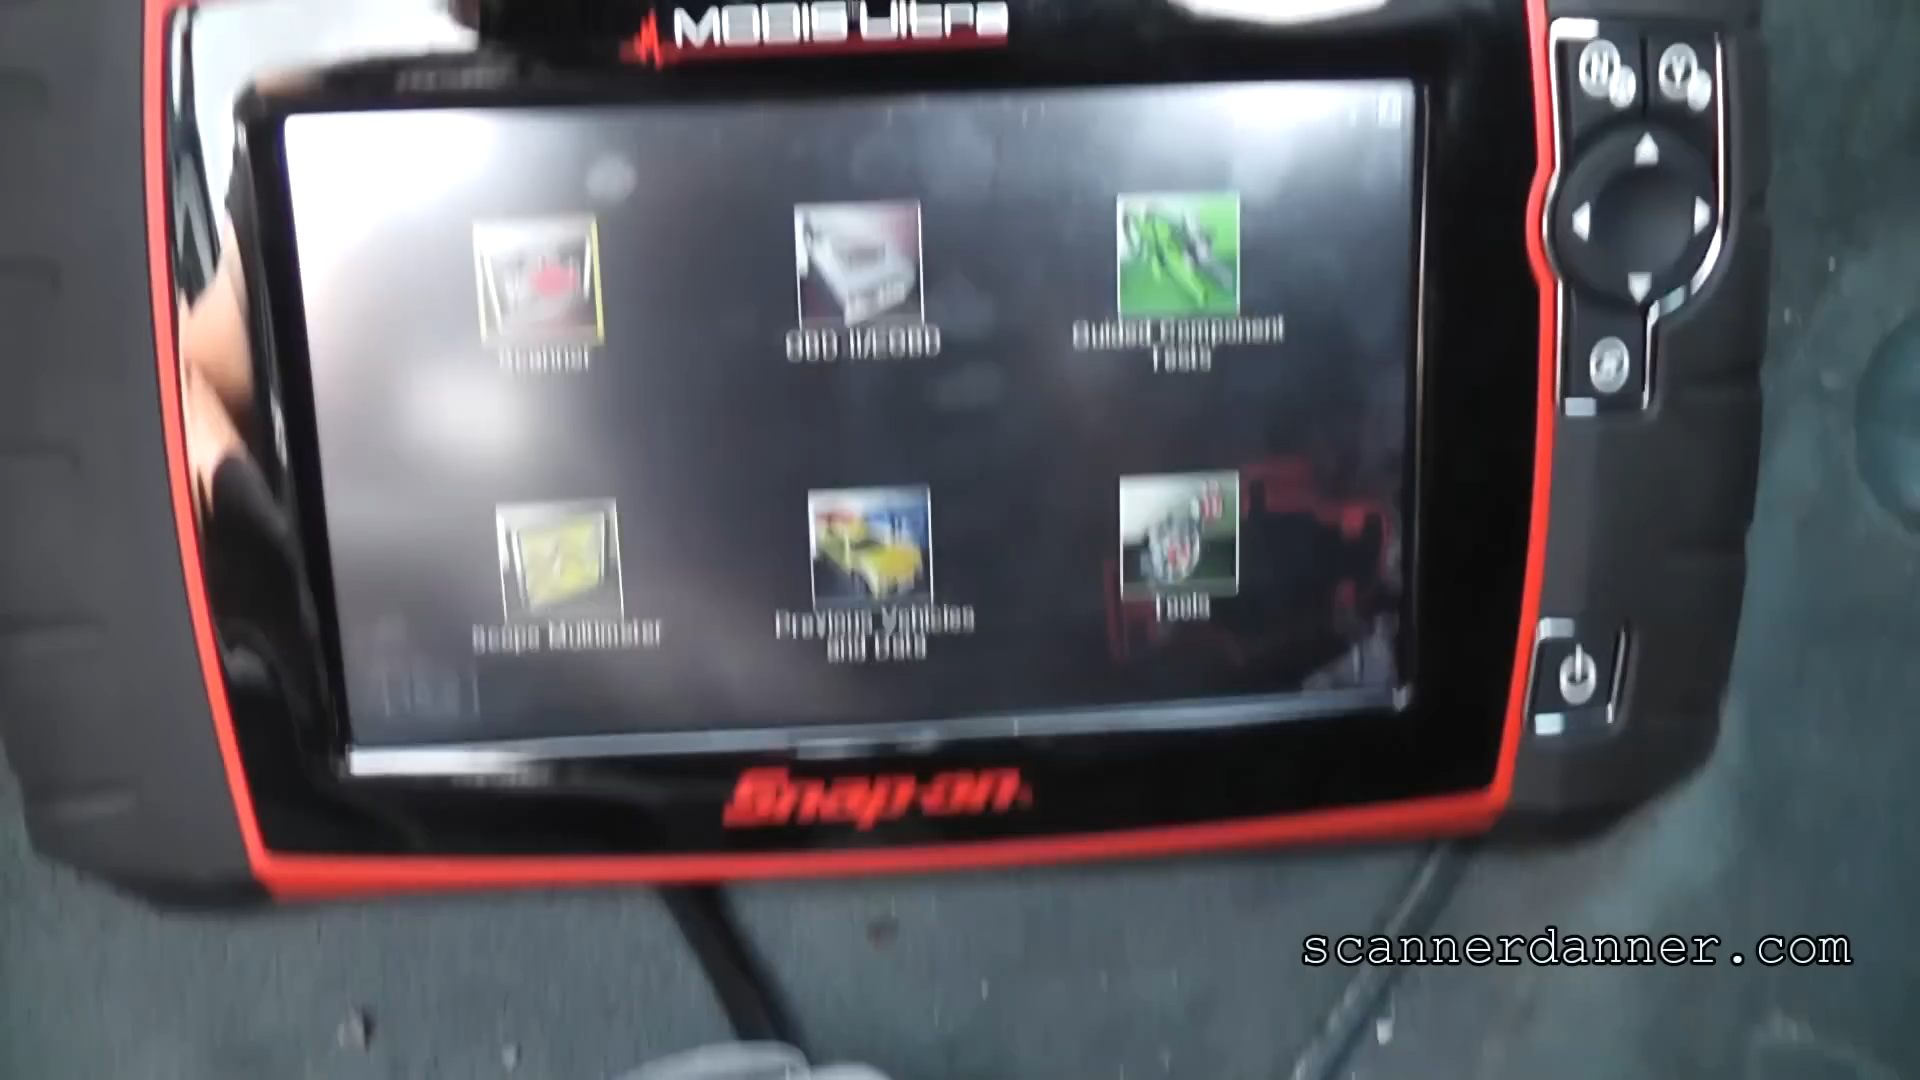 MODIS Ultra
N
Y
Scanner
OBD II/EOBD
Guided Component
Tests
Scope Multimeter
Previous Vehicles
and Data
Tools
Snap-on
scannerdanner.com